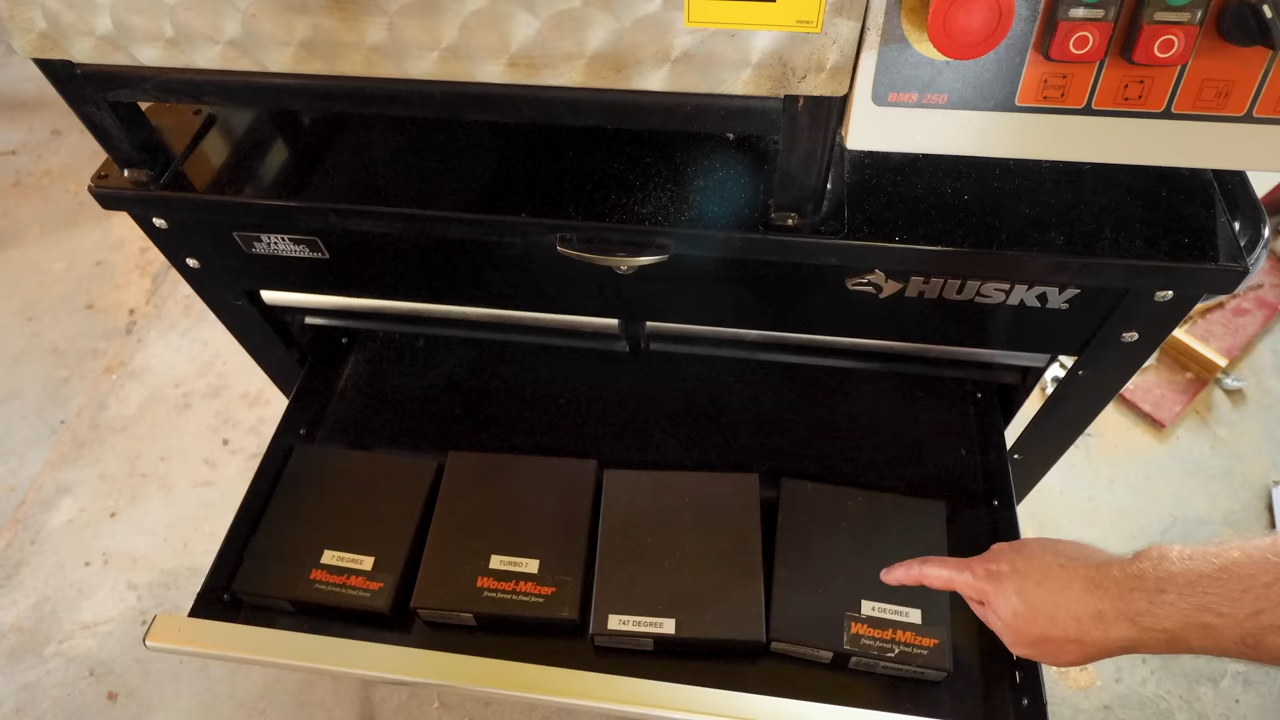 BMS 250
STOP
BALL
BEARING
HUSKY
7 DEGREE
Wood-Mizer
from forest to final form
TURBO 7
Wood-Mizer
from forest to final form
747 DEGREE
4 DEGREE
Wood-Mizer
from forest to final form